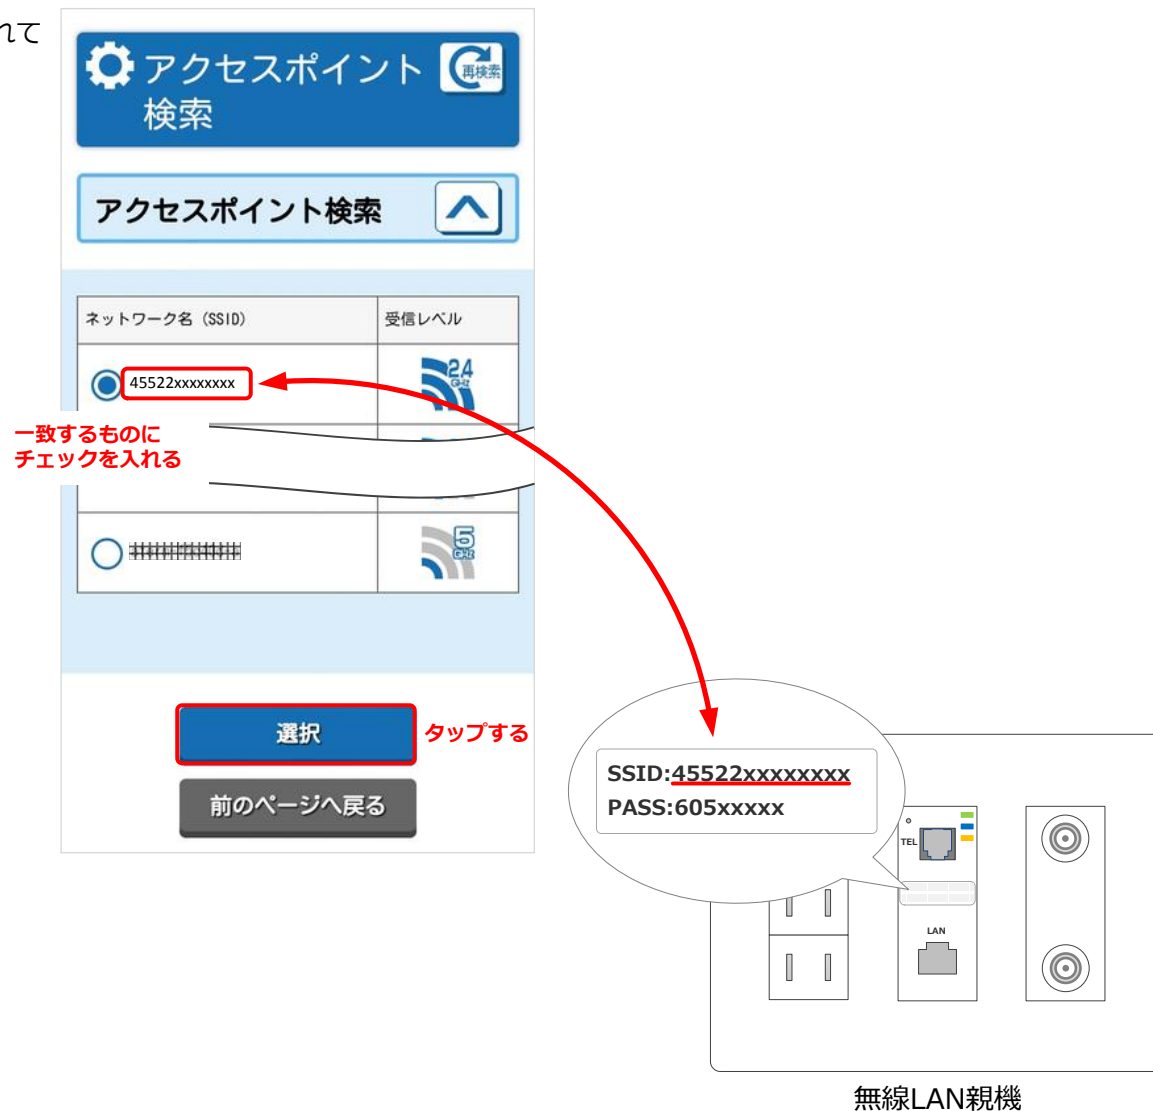 れて
アクセスポイント
検索
再検索
アクセスポイント検索
ネットワーク名 (SSID)
受信レベル
45522xxxxxxxx
2.4
GHz
一致するものに
チェックを入れる
5
GHz
選択
タップする
前のページへ戻る
SSID:45522xxxxxxxx
PASS:605xxxxx
TEL
LAN
無線LAN親機